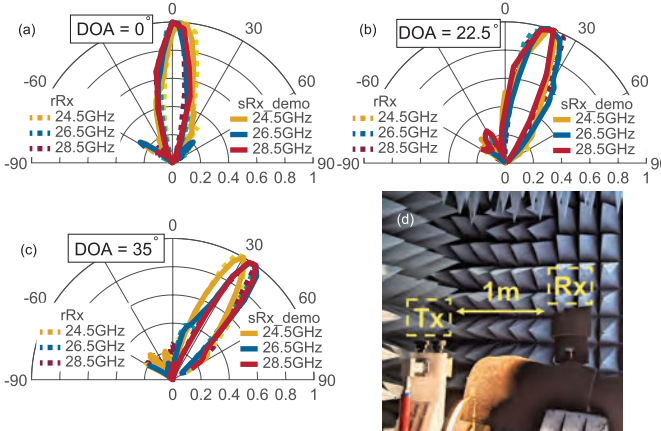 (a)
DOA = 0°
0
30
-60
60
rRx
24.5GHz
26.5GHz
28.5GHz
sRx_demo
24.5GHz
26.5GHz
28.5GHz
-90
0 0.2 0.4 0.6 0.8 1
(b)
DOA = 22.5°
0
30
-60
60
rRx
24.5GHz
26.5GHz
28.5GHz
sRx_demo
24.5GHz
26.5GHz
28.5GHz
-90
90
0 0.2 0.4 0.6 0.8 1
(c)
DOA = 35°
0
30
-60
60
rRx
24.5GHz
26.5GHz
28.5GHz
sRx_demo
24.5GHz
26.5GHz
28.5GHz
-90
90
0 0.2 0.4 0.6 0.8 1
(d)
Tx
1m
Rx